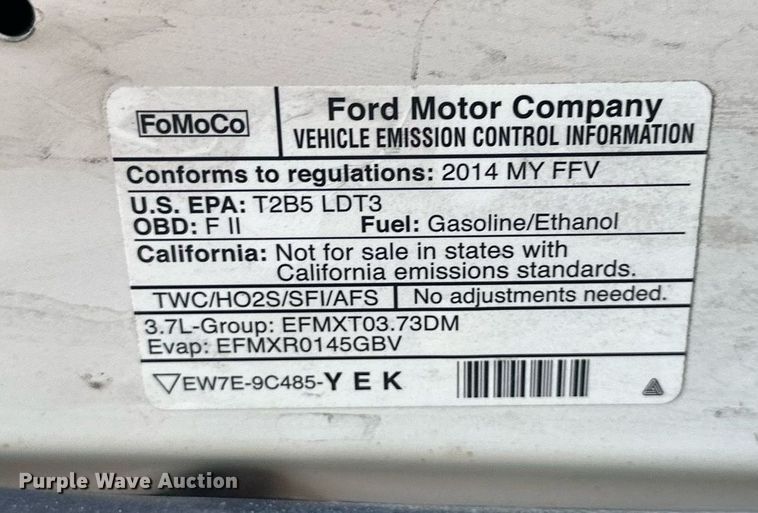 FoMoCo
Ford Motor Company
VEHICLE EMISSION CONTROL INFORMATION
Conforms to regulations: 2014 MY FFV
U.S. EPA: T2B5 LDT3
OBD: F II Fuel: Gasoline/Ethanol
California: Not for sale in states with
California emissions standards.
TWC/HO2S/SFI/AFS No adjustments needed.
3.7L-Group: EFMXT03.73DM
Evap: EFMXR0145GBV
▽EW7E-9C485-Y E K
Purple Wave Auction